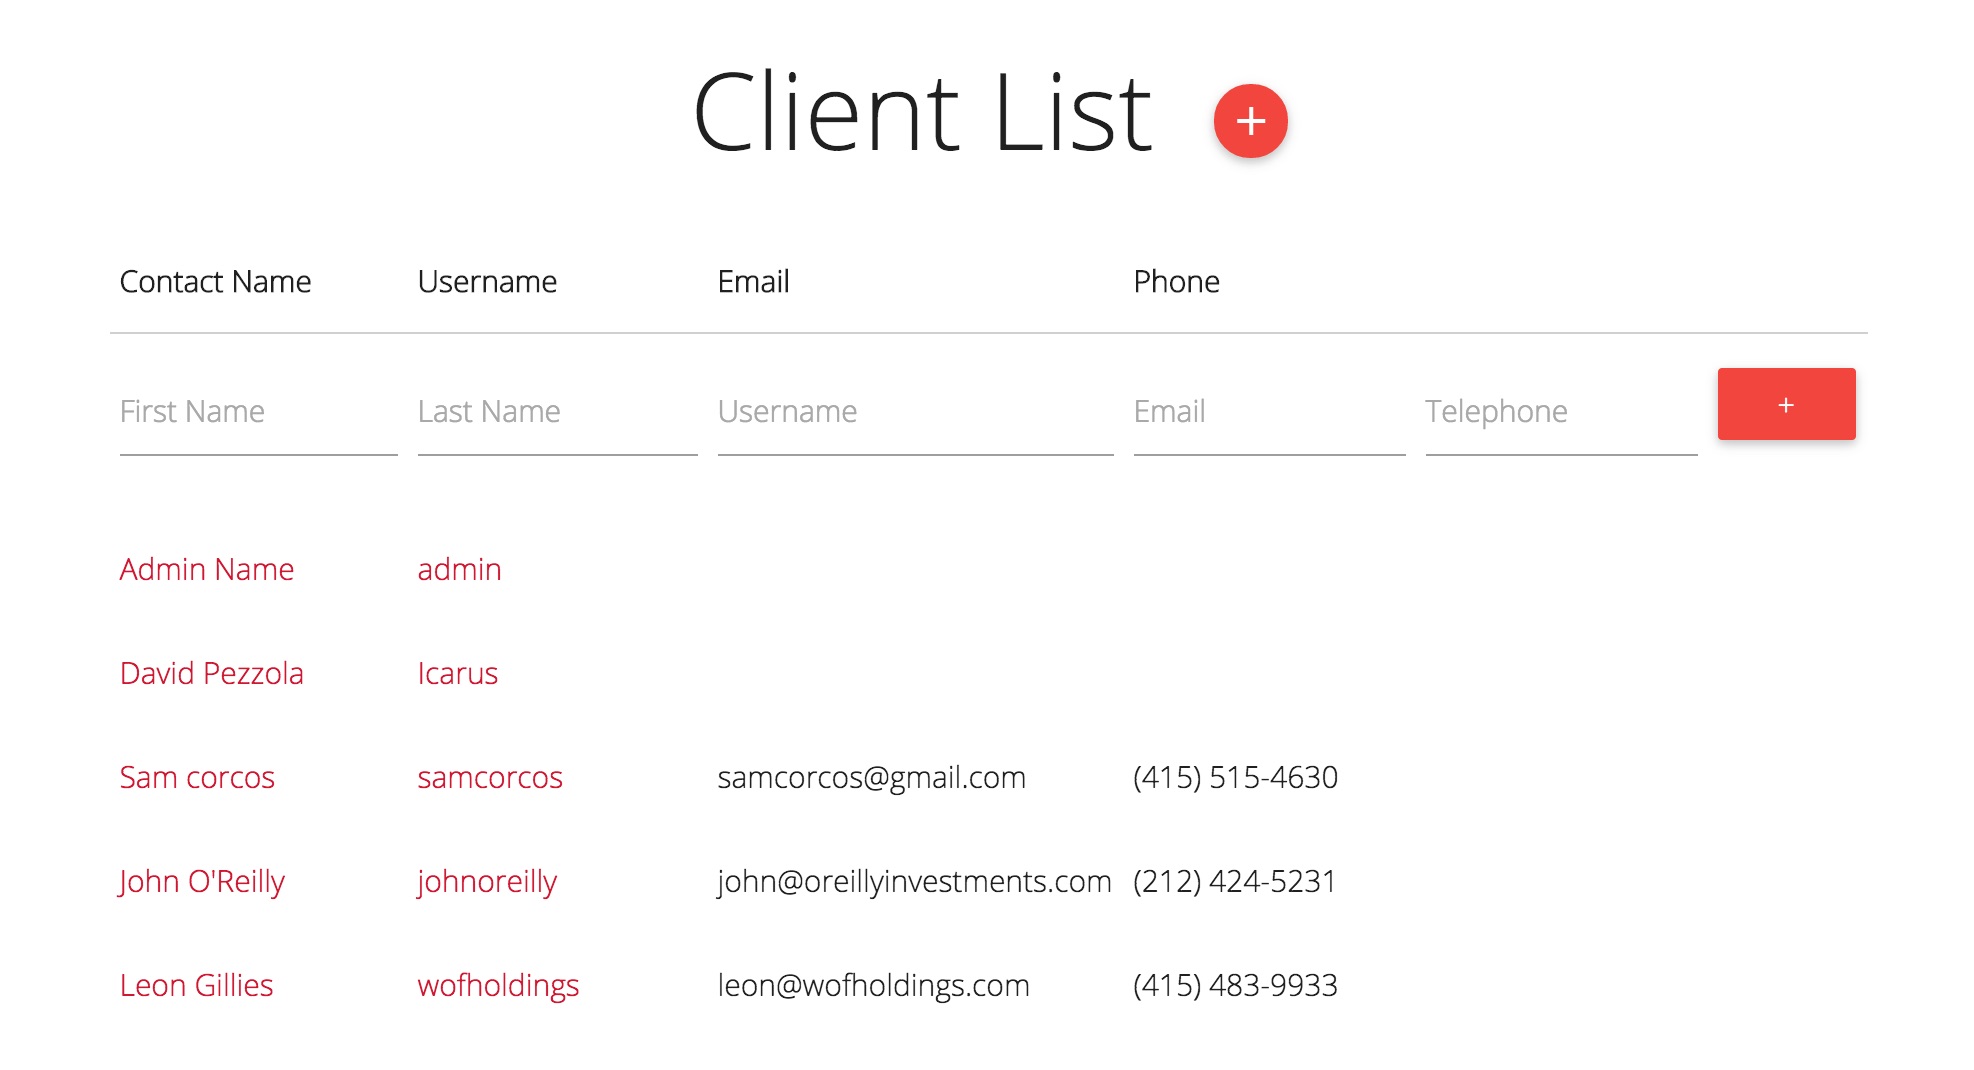 Client List +
Contact Name Username Email Phone
First Name Last Name Username Email Telephone +
Admin Name admin
David Pezzola Icarus
Sam corcos samcorcos samcorcos@gmail.com (415) 515-4630
John O'Reilly johnoreilly john@oreillyinvestments.com (212) 424-5231
Leon Gillies wofholdings leon@wofholdings.com (415) 483-9933